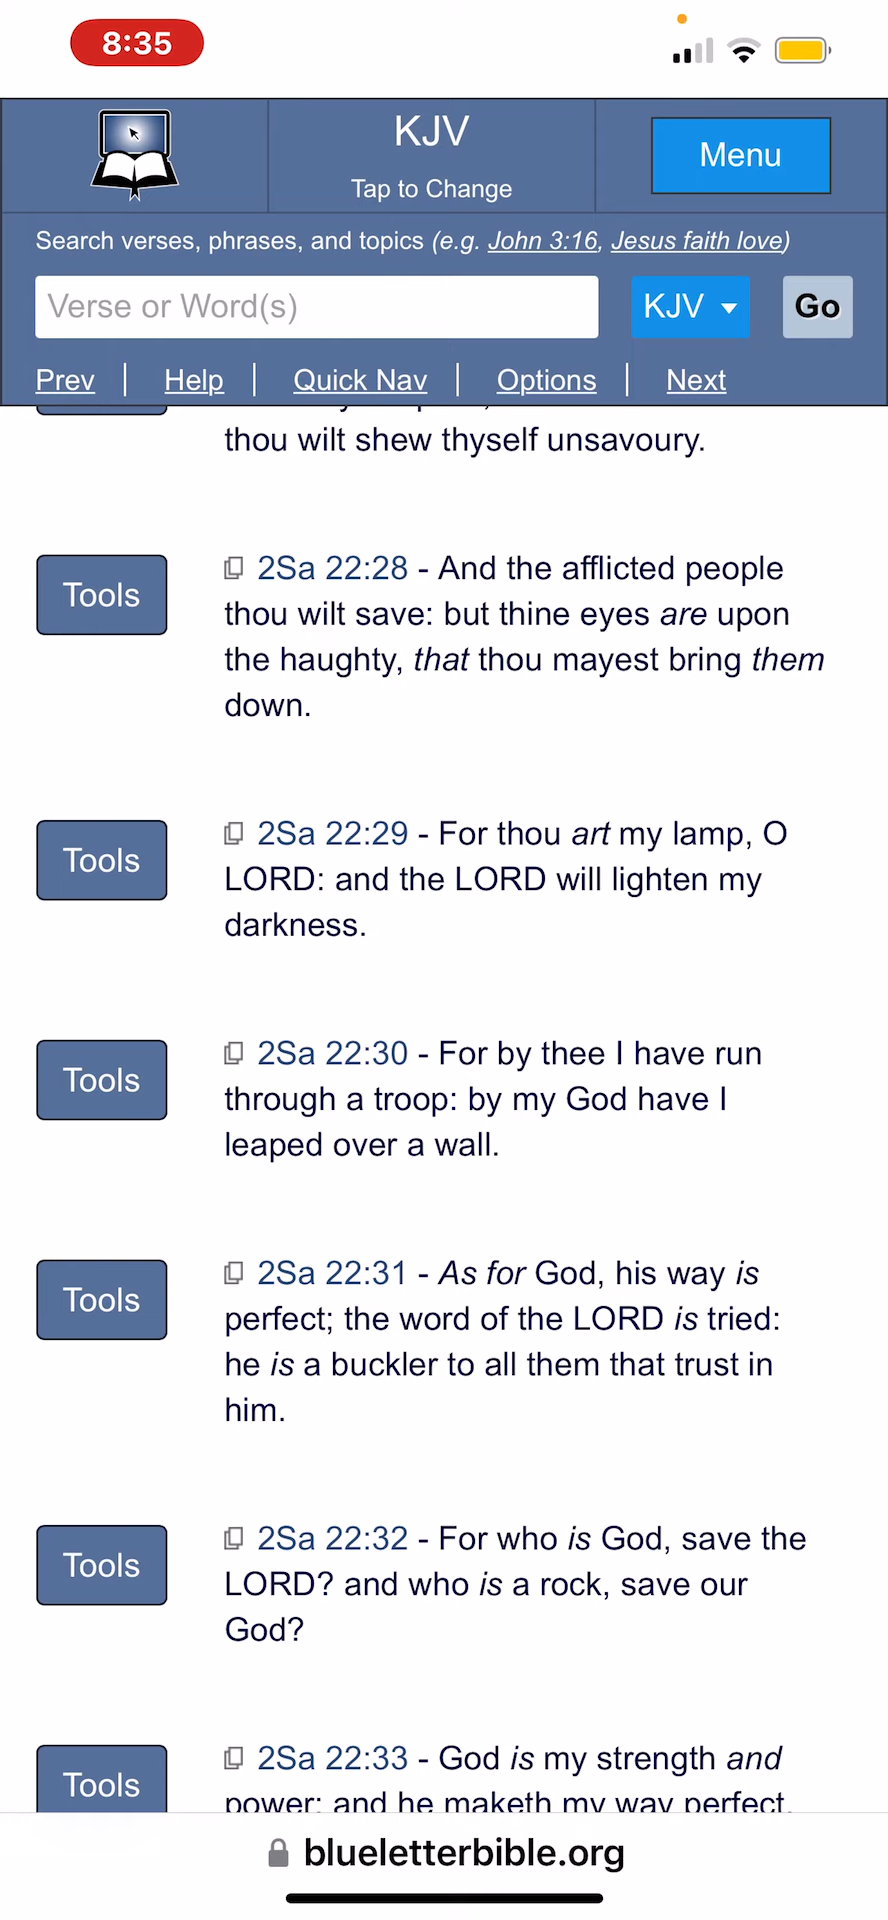 8:35
KJV
Tap to Change
Menu
Search verses, phrases, and topics (e.g. John 3:16, Jesus faith love)
Verse or Word(s)
KJV
Go
Prev | Help | Quick Nav | Options | Next
thou wilt shew thyself unsavoury.
Tools
2Sa 22:28 - And the afflicted people
thou wilt save: but thine eyes are upon
the haughty, that thou mayest bring them
down.
Tools
2Sa 22:29 - For thou art my lamp, O
LORD: and the LORD will lighten my
darkness.
Tools
2Sa 22:30 - For by thee I have run
through a troop: by my God have I
leaped over a wall.
Tools
2Sa 22:31 - As for God, his way is
perfect; the word of the LORD is tried:
he is a buckler to all them that trust in
him.
Tools
2Sa 22:32 - For who is God, save the
LORD? and who is a rock, save our
God?
Tools
2Sa 22:33 - God is my strength and
power: and he maketh my way perfect.
blueletterbible.org